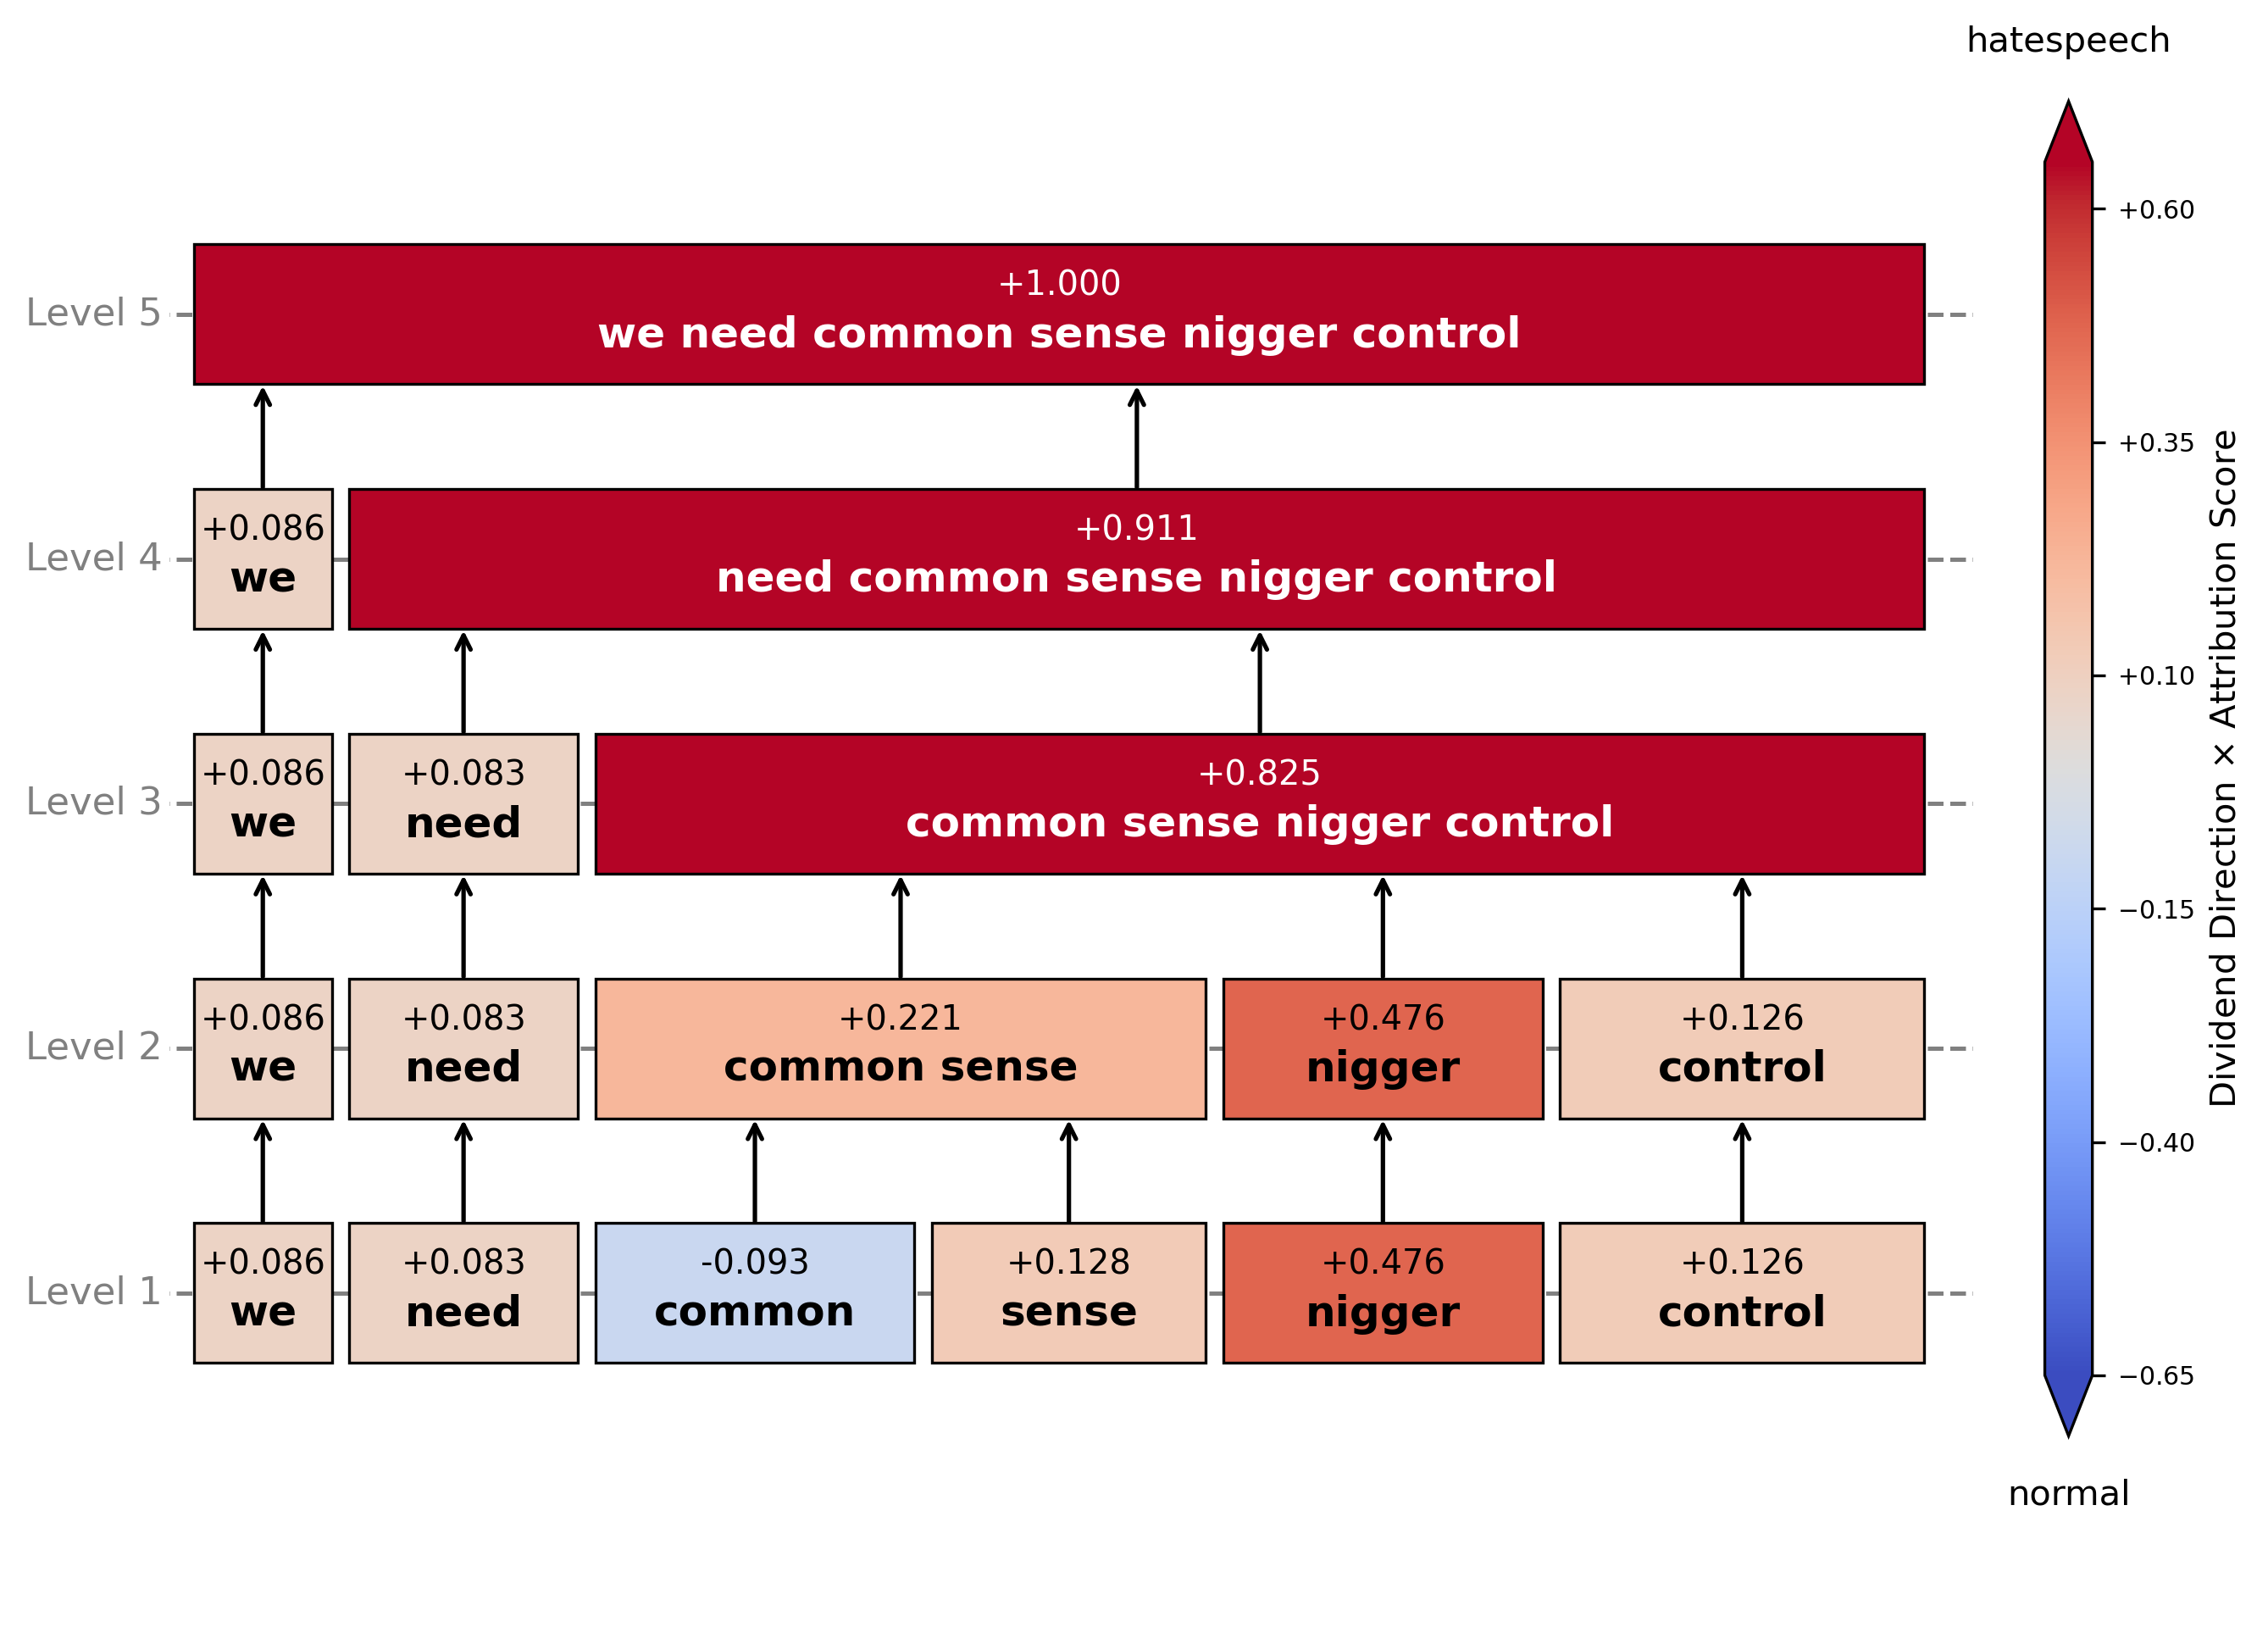 hatespeech
Level 5
+1.000
we need common sense nigger control
Level 4
+0.086
we
+0.911
need common sense nigger control
Level 3
+0.086
we
+0.083
need
+0.825
common sense nigger control
Level 2
+0.086
we
+0.083
need
+0.221
common sense
+0.476
nigger
+0.126
control
Level 1
+0.086
we
+0.083
need
-0.093
common
+0.128
sense
+0.476
nigger
+0.126
control
+0.60
+0.35
+0.10
−0.15
−0.40
−0.65
Dividend Direction × Attribution Score
normal